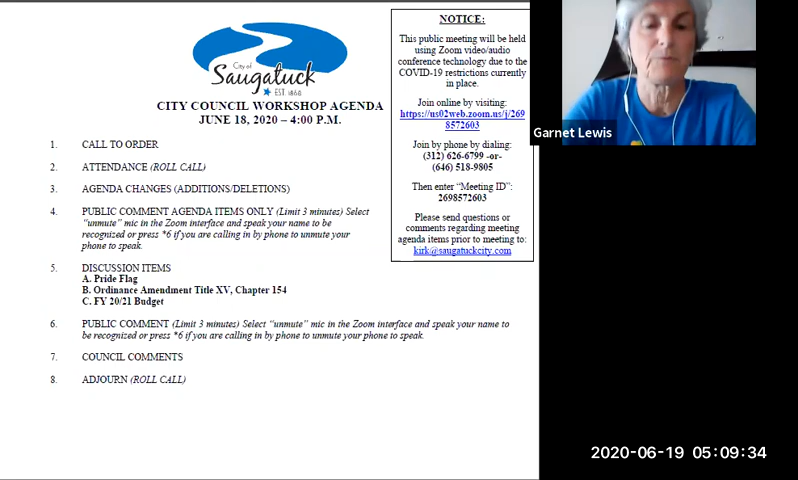 City of
Saugatuck
EST. 1868
CITY COUNCIL WORKSHOP AGENDA
JUNE 18, 2020 – 4:00 P.M.
1. CALL TO ORDER
2. ATTENDANCE (ROLL CALL)
3. AGENDA CHANGES (ADDITIONS/DELETIONS)
4. PUBLIC COMMENT AGENDA ITEMS ONLY (Limit 3 minutes) Select
"unmute" mic in the Zoom interface and speak your name to be
recognized or press *6 if you are calling in by phone to unmute your
phone to speak.
5. DISCUSSION ITEMS
A. Pride Flag
B. Ordinance Amendment Title XV, Chapter 154
C. FY 20/21 Budget
6. PUBLIC COMMENT (Limit 3 minutes) Select "unmute" mic in the Zoom interface and speak your name to
be recognized or press *6 if you are calling in by phone to unmute your phone to speak.
7. COUNCIL COMMENTS
8. ADJOURN (ROLL CALL)
NOTICE:
This public meeting will be held
using Zoom video/audio
conference technology due to the
COVID-19 restrictions currently
in place.
Join online by visiting:
https://us02web.zoom.us/j/269
8572603
Join by phone by dialing:
(312) 626-6799 -or-
(646) 518-9805
Then enter "Meeting ID":
2698572603
Please send questions or
comments regarding meeting
agenda items prior to meeting to:
kirk@saugatuckcity.com
Garnet Lewis
2020-06-19 05:09:34